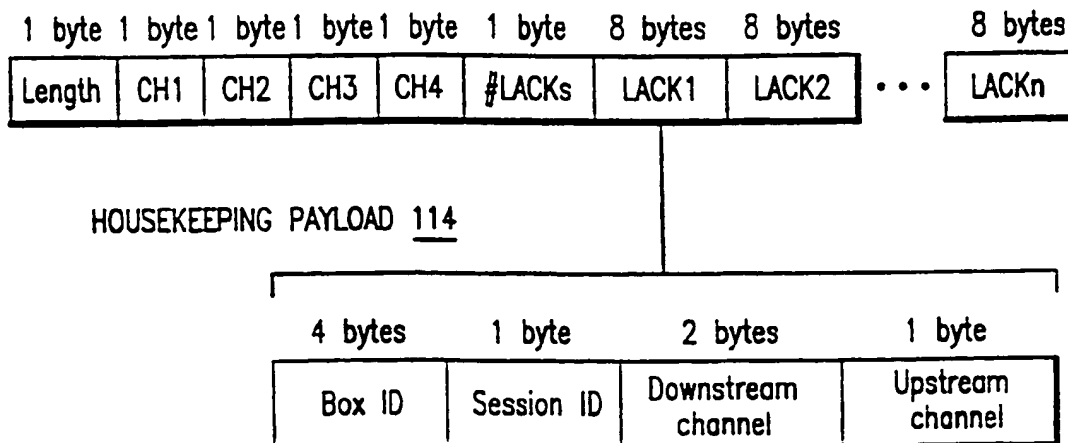 1 byte 1 byte 1 byte 1 byte 1 byte 1 byte 8 bytes 8 bytes 8 bytes
Length CH1 CH2 CH3 CH4 #LACKs LACK1 LACK2 • • • LACKn
HOUSEKEEPING PAYLOAD 114
4 bytes 1 byte 2 bytes 1 byte
Box ID Session ID Downstream channel Upstream channel